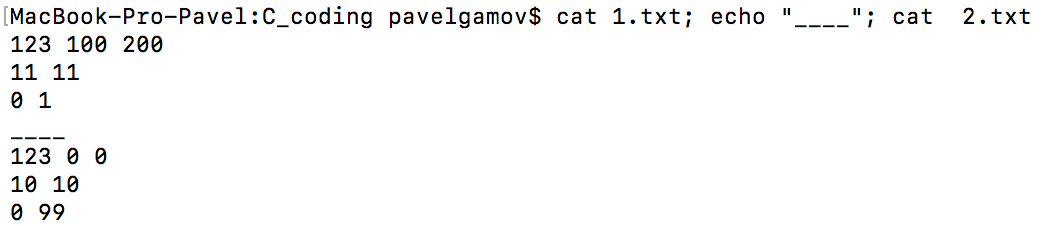 [MacBook-Pro-Pavel:C_coding pavelgamov$ cat 1.txt; echo "____"; cat  2.txt
123 100 200
11 11
0 1
____
123 0 0
10 10
0 99